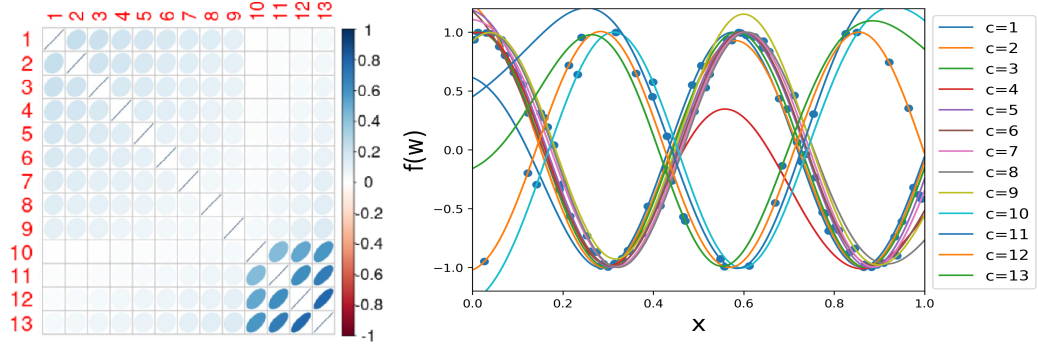 1 2 3 4 5 6 7 8 9 10 11 12 13
1
2
3
4
5
6
7
8
9
10
11
12
13
1
0.8
0.6
0.4
0.2
0
-0.2
-0.4
-0.6
-0.8
-1
f(w)
1.0
0.5
0.0
−0.5
−1.0
0.0 0.2 0.4 0.6 0.8 1.0
x
c=1
c=2
c=3
c=4
c=5
c=6
c=7
c=8
c=9
c=10
c=11
c=12
c=13